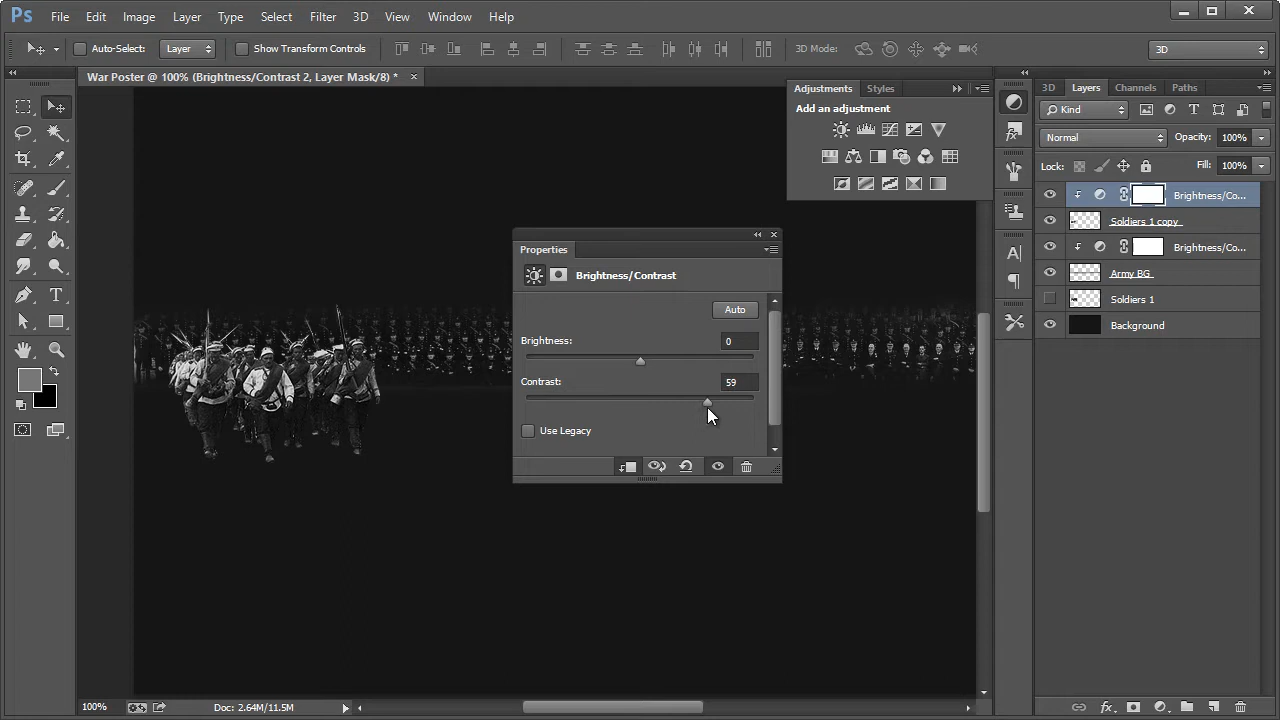 Ps File Edit Image Layer Type Select Filter 3D View Window Help
Auto-Select: Layer Show Transform Controls 3D Mode: 3D
War Poster @ 100% (Brightness/Contrast 2, Layer Mask/8) * ×
Adjustments Styles
Add an adjustment
3D Layers Channels Paths
Kind
Normal Opacity: 100%
Lock: Fill: 100%
Brightness/Co...
Soldiers 1 copy
Brightness/Co...
Army BG
Soldiers 1
Background
Properties
Brightness/Contrast
Auto
Brightness: 0
Contrast: 59
Use Legacy
100% Doc: 2.64M/11.5M